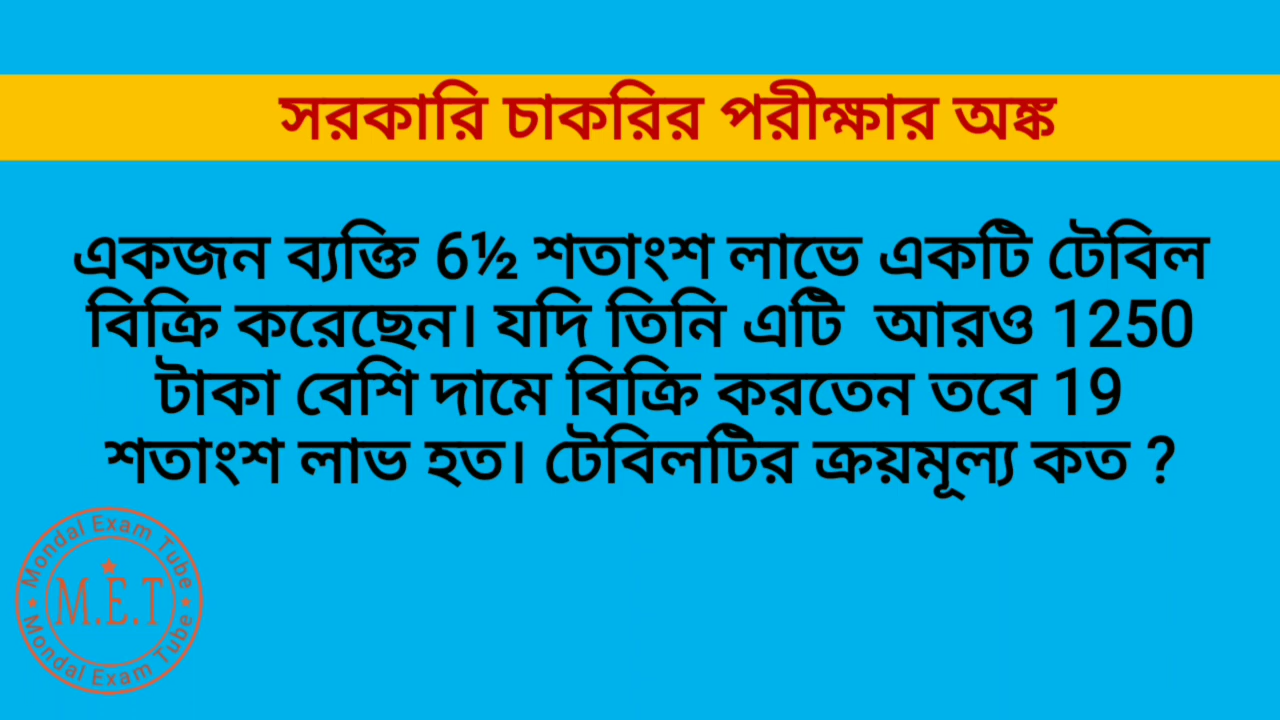 সরকারি চাকরির পরীক্ষার অঙ্ক
একজন ব্যক্তি 6½ শতাংশ লাভে একটি টেবিল
বিক্রি করেছেন। যদি তিনি এটি আরও 1250
টাকা বেশি দামে বিক্রি করতেন তবে 19
শতাংশ লাভ হত। টেবিলটির ক্রয়মূল্য কত ?
Mondal Exam Tube
M.E.T
Mondal Exam Tube